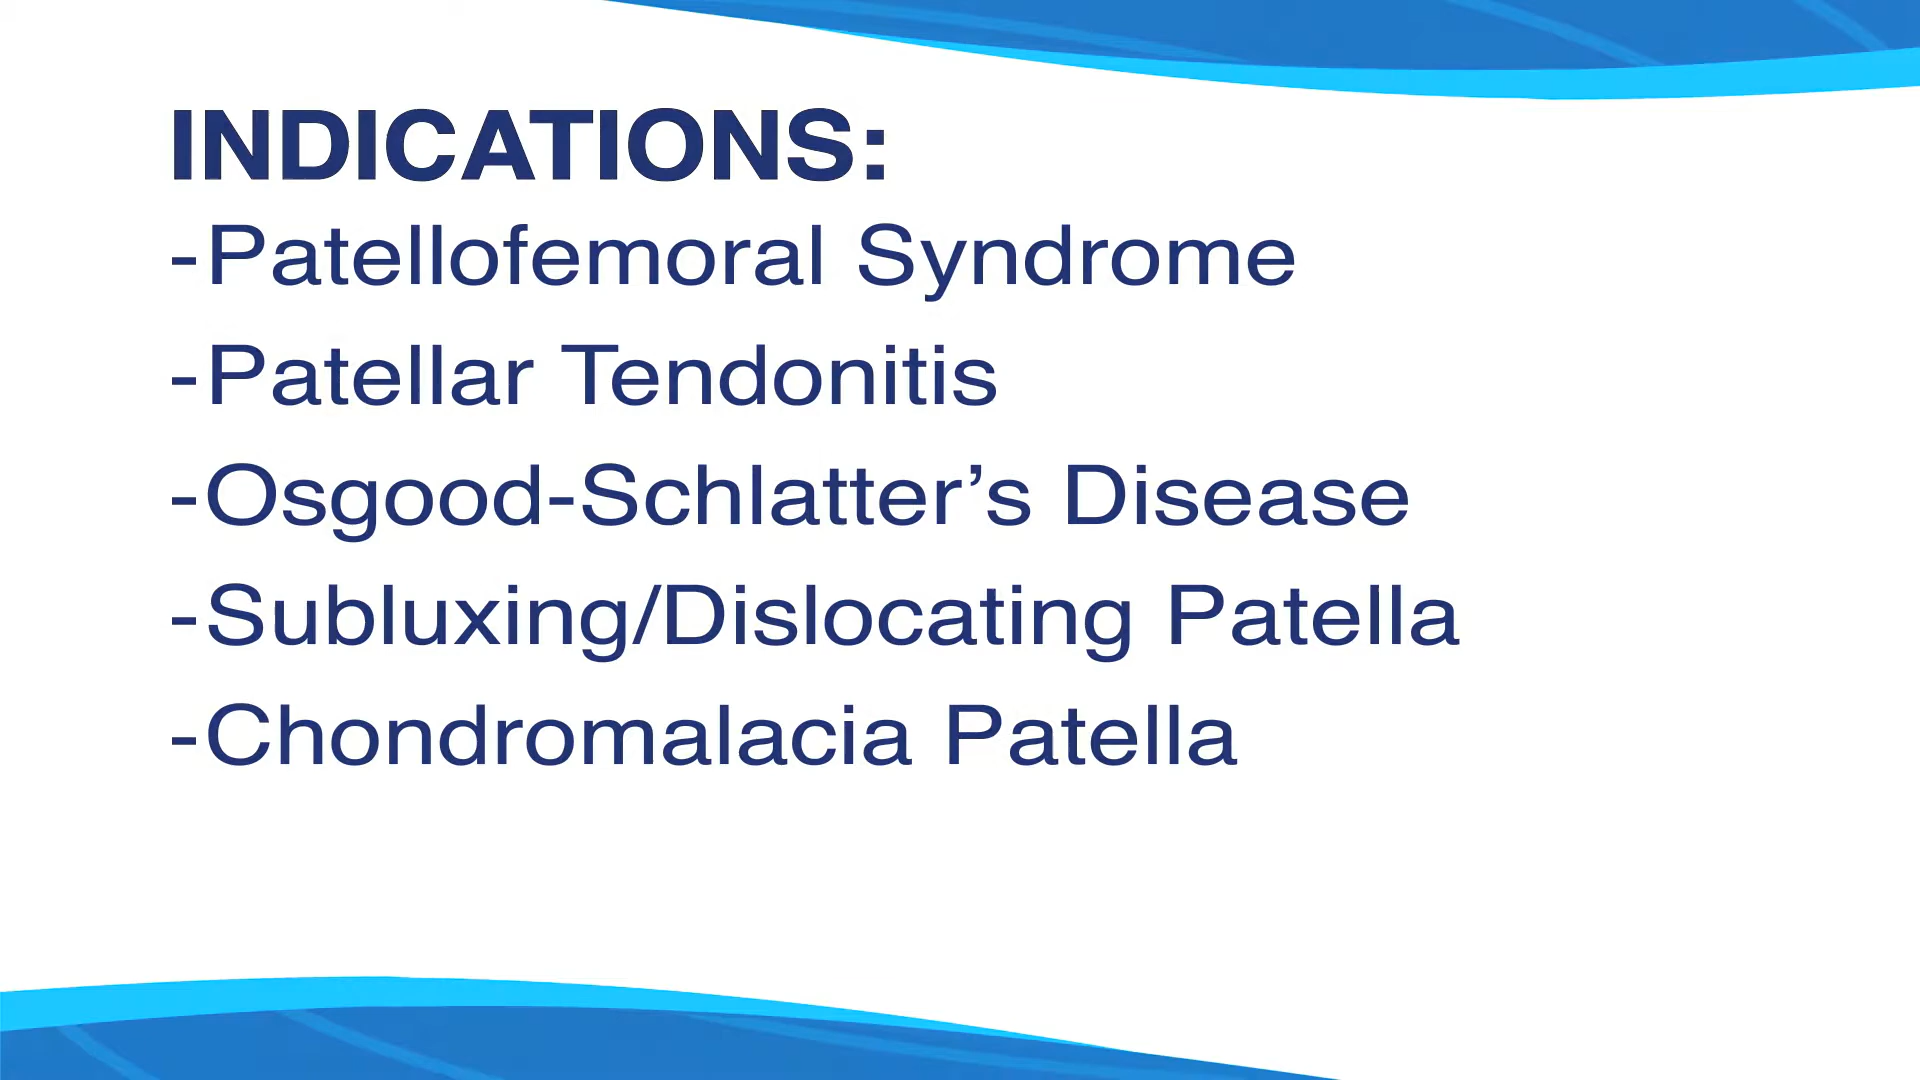 INDICATIONS:
-Patellofemoral Syndrome
-Patellar Tendonitis
-Osgood-Schlatter’s Disease
-Subluxing/Dislocating Patella
-Chondromalacia Patella